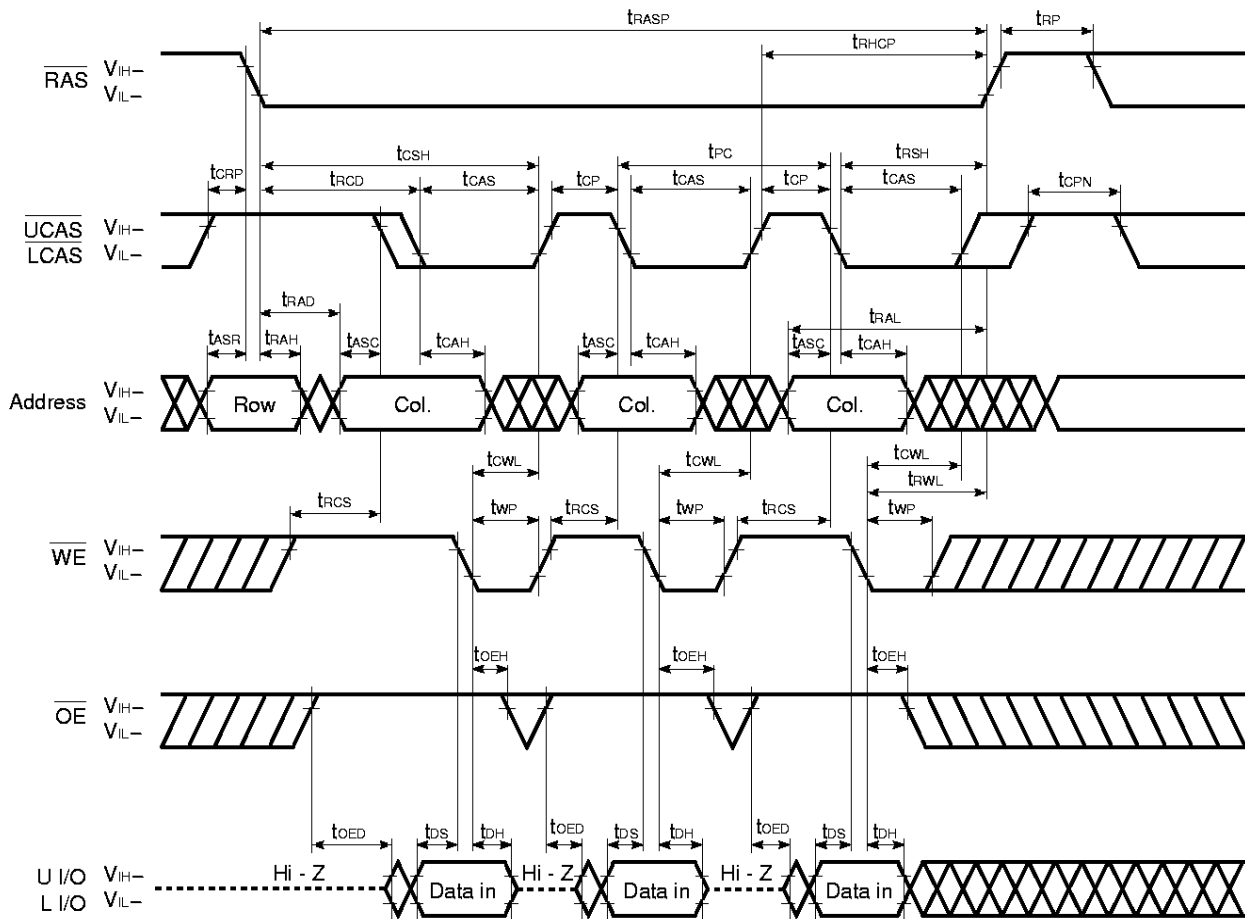 tRASP tRP
tRHCP
RAS VIH– VIL–
tCSH tPC tRSH
tCRP tRCD tCAS tCP tCAS tCP tCAS tCPN
UCAS VIH–
LCAS VIL–
tRAD tRAL
tASR tRAH tASC tCAH tASC tCAH tASC tCAH
Address VIH– VIL– Row Col. Col. Col.
tCWL tCWL tCWL
tRWL
tRCS tWP tRCS tWP tRCS tWP
WE VIH– VIL–
tOEH tOEH tOEH
OE VIH– VIL–
tOED tDS tDH tOED tDS tDH tOED tDS tDH
Hi - Z Hi - Z Hi - Z
U I/O VIH–
L I/O VIL– Data in Data in Data in